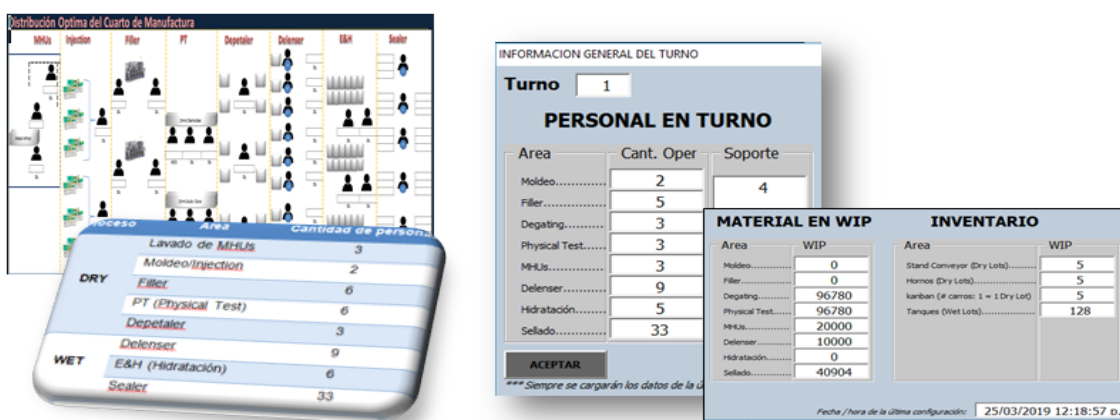 Distribución Optima del Cuarto de Manufactura
MHUs Injection Filler PT Depetaler Delenser E&H Sealer
Area Cantidad de person
DRY
Lavado de MHUs 3
Moldeo/Injection 2
Filler 6
PT (Physical Test) 6
Depetaler 3
WET
Delenser 9
E&H (Hidratación) 6
Sealer 33
INFORMACION GENERAL DEL TURNO
Turno 1
PERSONAL EN TURNO
Area Cant. Oper Soporte
Moldeo............. 2 4
Filler............... 5
Degating.......... 3
Physical Test...... 3
MHUs.............. 3
Delenser........... 9
Hidratación........ 5
Sellado............ 33
ACEPTAR
*** Siempre se cargarán los datos de la
MATERIAL EN WIP INVENTARIO
Area WIP Area WIP
Moldeo............. 0 Stand Conveyor (Dry Lots)........ 5
Filler............... 0 Hornos (Dry Lots)................ 5
Degating.......... 96780 kanban (# carros: 1 = 1 Dry Lot) 5
Physical Test...... 96780 Tanques (Wet Lots)............... 128
MHUs.............. 20000
Delenser........... 10000
Hidratación........ 0
Sellado............ 40904
Fecha / hora de la última configuración: 25/03/2019 12:18:57 p